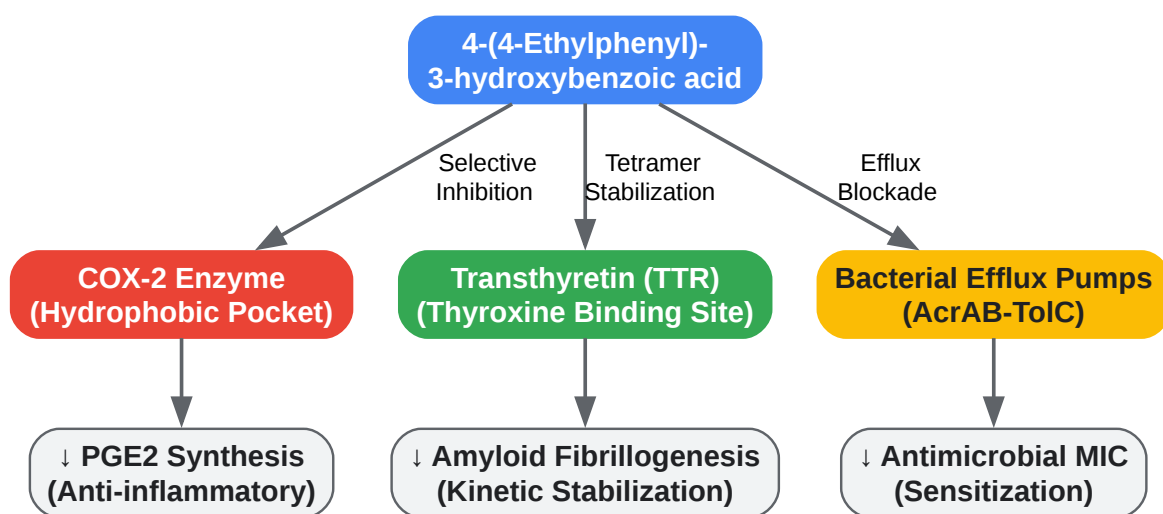 4-(4-Ethylphenyl)-
3-hydroxybenzoic acid
Selective
Inhibition
Tetramer
Stabilization
Efflux
Blockade
COX-2 Enzyme
(Hydrophobic Pocket)
Transthyretin (TTR)
(Thyroxine Binding Site)
Bacterial Efflux Pumps
(AcrAB-TolC)
↓ PGE2 Synthesis
(Anti-inflammatory)
↓ Amyloid Fibrillogenesis
(Kinetic Stabilization)
↓ Antimicrobial MIC
(Sensitization)